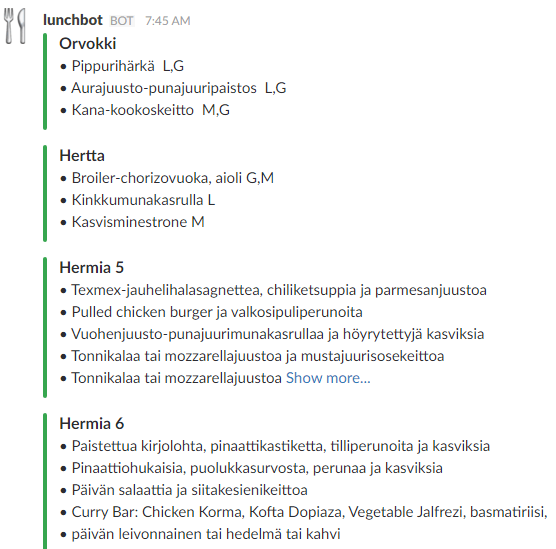 lunchbot BOT 7:45 AM
Orvokki
• Pippurihärkä L,G
• Aurajuusto-punajuuripaistos L,G
• Kana-kookoskeitto M,G
Hertta
• Broiler-chorizovuoka, aioli G,M
• Kinkkumunakasrulla L
• Kasvisminestrone M
Hermia 5
• Texmex-jauhelihalasagnettea, chiliketsuppia ja parmesanjuustoa
• Pulled chicken burger ja valkosipuliperunoita
• Vuohenjuusto-punajuurimunakasrullaa ja höyrytettyjä kasviksia
• Tonnikalaa tai mozzarellajuustoa ja mustajuurisosekeittoa
• Tonnikalaa tai mozzarellajuustoa Show more...
Hermia 6
• Paistettua kirjolohta, pinaattikastiketta, tilliperunoita ja kasviksia
• Pinaattiohukaisia, puolukkasurvosta, perunaa ja kasviksia
• Päivän salaattia ja siitakesienikeittoa
• Curry Bar: Chicken Korma, Kofta Dopiaza, Vegetable Jalfrezi, basmatiriisi,
• päivän leivonnainen tai hedelmä tai kahvi